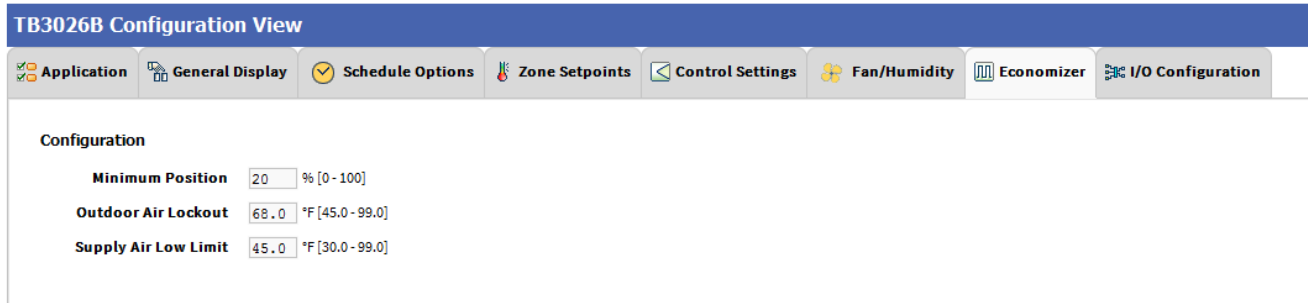 TB3026B Configuration View
Application General Display Schedule Options Zone Setpoints Control Settings Fan/Humidity Economizer I/O Configuration
Configuration
Minimum Position 20 % [0 - 100]
Outdoor Air Lockout 68.0 °F [45.0 - 99.0]
Supply Air Low Limit 45.0 °F [30.0 - 99.0]